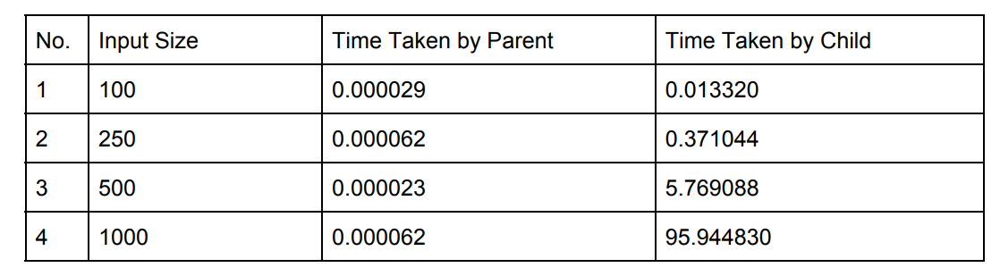 No. Input Size Time Taken by Parent Time Taken by Child
1 100 0.000029 0.013320
2 250 0.000062 0.371044
3 500 0.000023 5.769088
4 1000 0.000062 95.944830